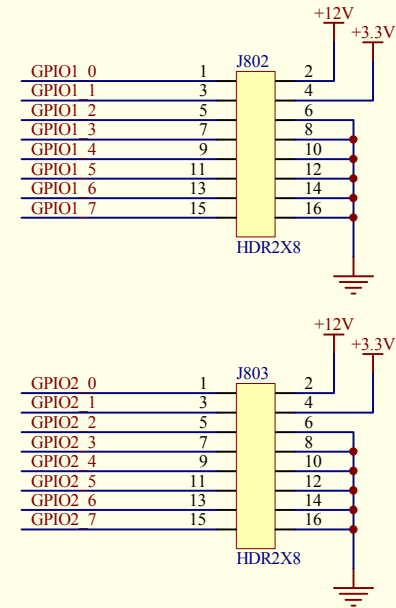 +12V
+3.3V
J802
GPIO1_0 1 2
GPIO1_1 3 4
GPIO1_2 5 6
GPIO1_3 7 8
GPIO1_4 9 10
GPIO1_5 11 12
GPIO1_6 13 14
GPIO1_7 15 16
HDR2X8
+12V
+3.3V
J803
GPIO2_0 1 2
GPIO2_1 3 4
GPIO2_2 5 6
GPIO2_3 7 8
GPIO2_4 9 10
GPIO2_5 11 12
GPIO2_6 13 14
GPIO2_7 15 16
HDR2X8